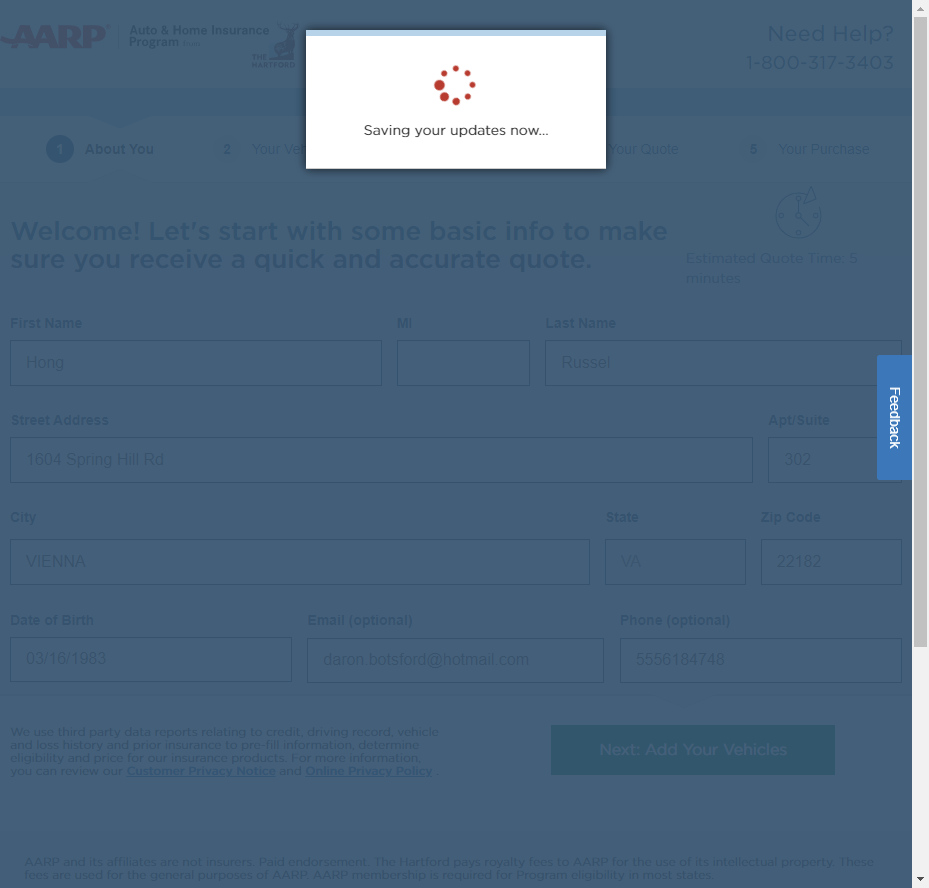 AARP
Auto & Home Insurance
Program from
THE
HARTFORD
Need Help?
1-800-317-3403
Saving your updates now...
1 About You
2 Your Veh
Your Quote
5 Your Purchase
Welcome! Let's start with some basic info to make
sure you receive a quick and accurate quote.
Estimated Quote Time: 5
minutes
First Name
MI
Last Name
Hong
Russel
Street Address
Apt/Suite
1604 Spring Hill Rd
302
Feedback
City
State
Zip Code
VIENNA
VA
22182
Date of Birth
Email (optional)
Phone (optional)
03/16/1983
daron.botsford@hotmail.com
5556184748
We use third party data reports relating to credit, driving record, vehicle
and loss history and prior insurance to pre-fill information, determine
eligibility and price for our insurance products. For more information,
you can review our Customer Privacy Notice and Online Privacy Policy
Next: Add Your Vehicles
AARP and its affiliates are not insurers. Paid endorsement. The Hartford pays royalty fees to AARP for the use of its intellectual property. These
fees are used for the general purposes of AARP. AARP membership is required for Program eligibility in most states.